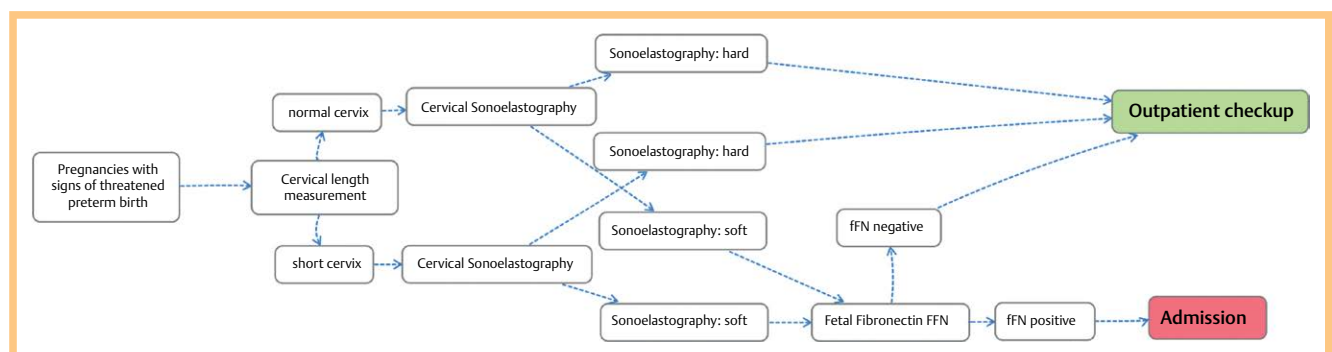 Pregnancies with
signs of threatened
preterm birth
Cervical length
measurement
normal cervix
short cervix
Cervical Sonoelastography
Cervical Sonoelastography
Sonoelastography: hard
Sonoelastography: hard
Sonoelastography: soft
Sonoelastography: soft
Fetal Fibronectin FFN
fFN negative
fFN positive
Outpatient checkup
Admission